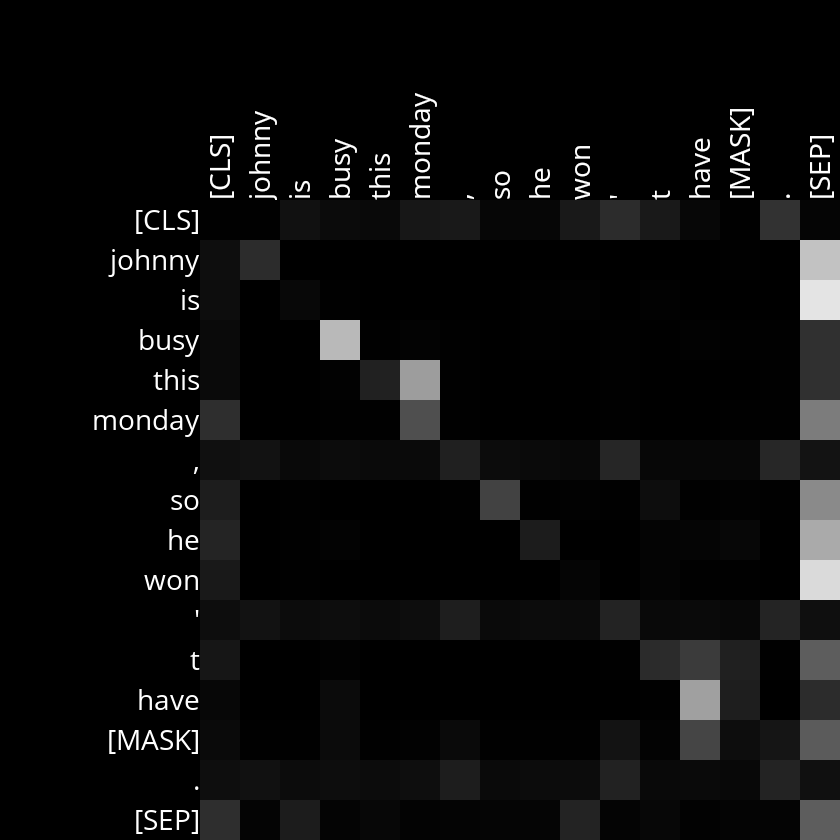 [CLS] johnny is busy this monday , so he won ' t have [MASK] . [SEP]
[CLS]
johnny
is
busy
this
monday
,
so
he
won
'
t
have
[MASK]
.
[SEP]